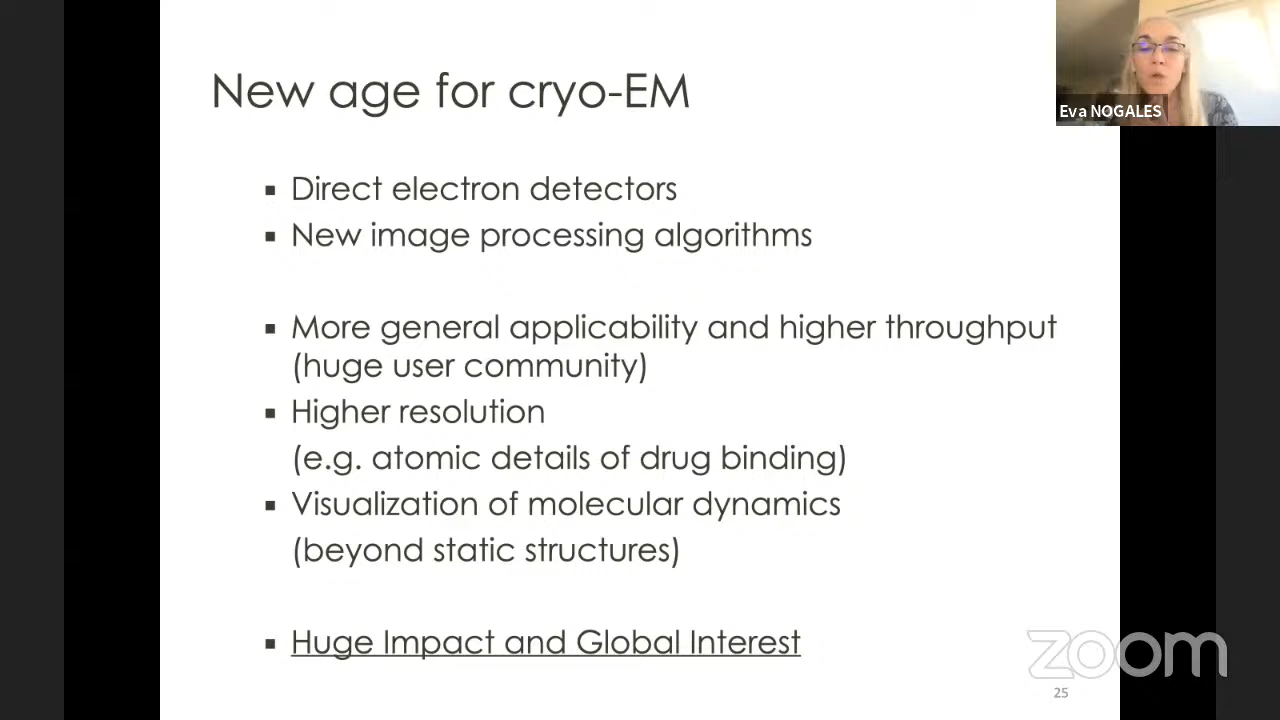 New age for cryo-EM
Eva NOGALES
▪ Direct electron detectors
▪ New image processing algorithms
▪ More general applicability and higher throughput
(huge user community)
▪ Higher resolution
(e.g. atomic details of drug binding)
▪ Visualization of molecular dynamics
(beyond static structures)
▪ Huge Impact and Global Interest
zoom
25